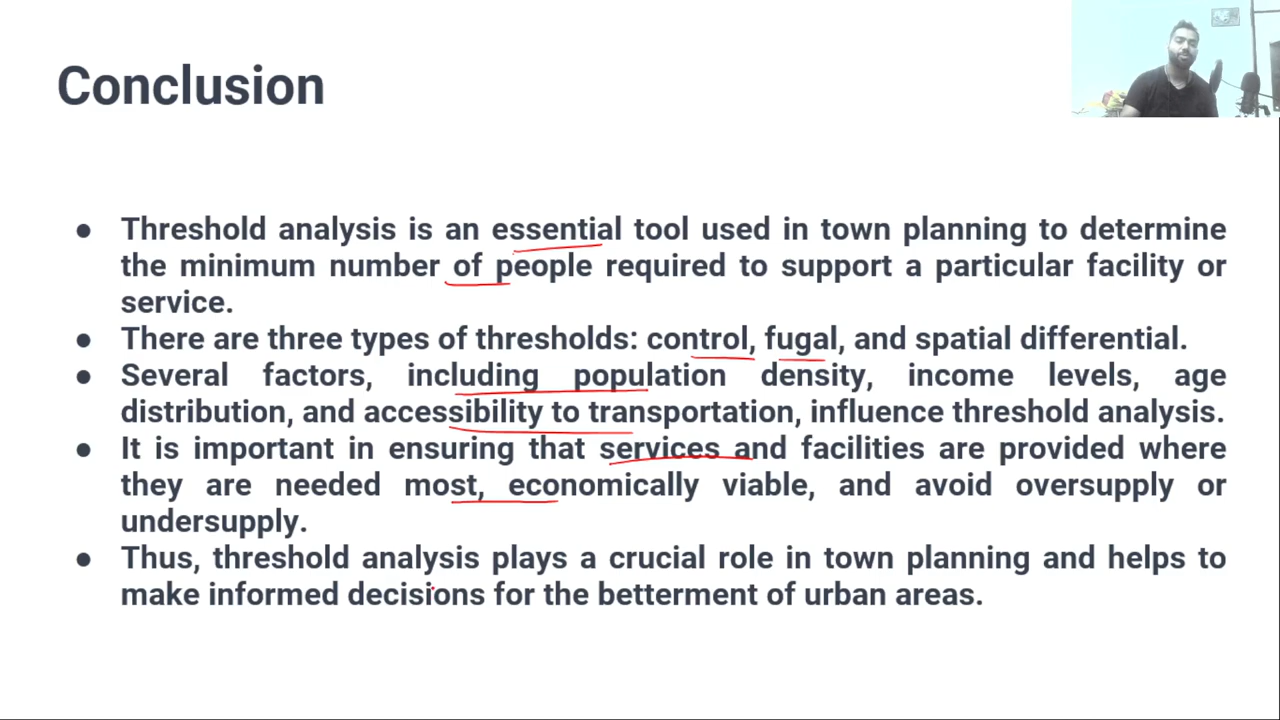 Conclusion
● Threshold analysis is an essential tool used in town planning to determine
the minimum number of people required to support a particular facility or
service.
● There are three types of thresholds: control, fugal, and spatial differential.
● Several factors, including population density, income levels, age
distribution, and accessibility to transportation, influence threshold analysis.
● It is important in ensuring that services and facilities are provided where
they are needed most, economically viable, and avoid oversupply or
undersupply.
● Thus, threshold analysis plays a crucial role in town planning and helps to
make informed decisions for the betterment of urban areas.